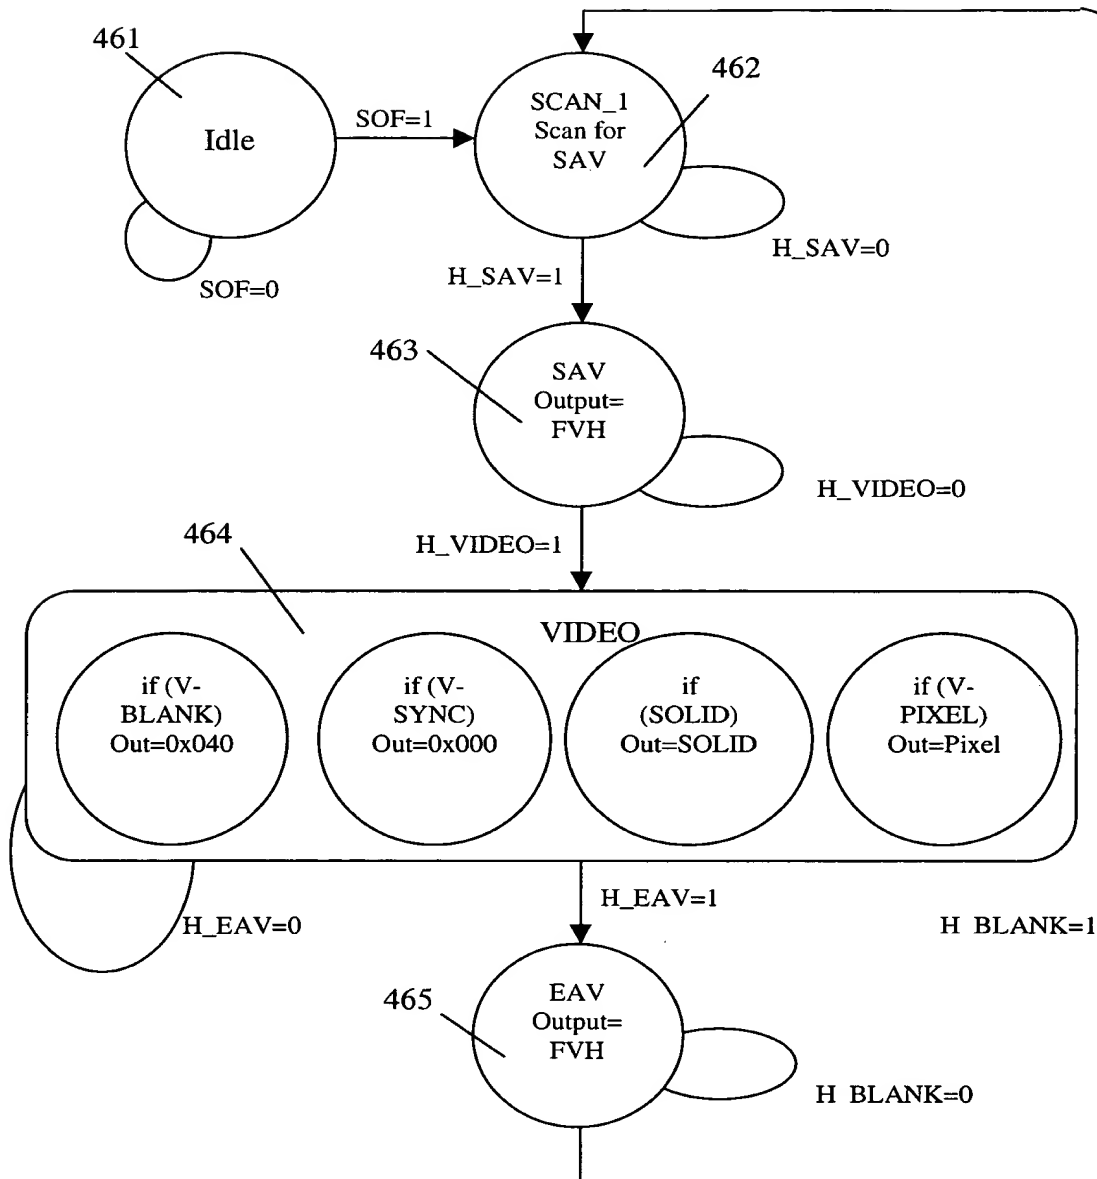 461
Idle
SOF=1
SOF=0
462
SCAN_1
Scan for
SAV
H_SAV=0
H_SAV=1
463
SAV
Output=
FVH
H_VIDEO=0
H_VIDEO=1
464
VIDEO
if (V-
BLANK)
Out=0x040
if (V-
SYNC)
Out=0x000
if
(SOLID)
Out=SOLID
if (V-
PIXEL)
Out=Pixel
H_EAV=0
H_EAV=1
H BLANK=1
465
EAV
Output=
FVH
H BLANK=0